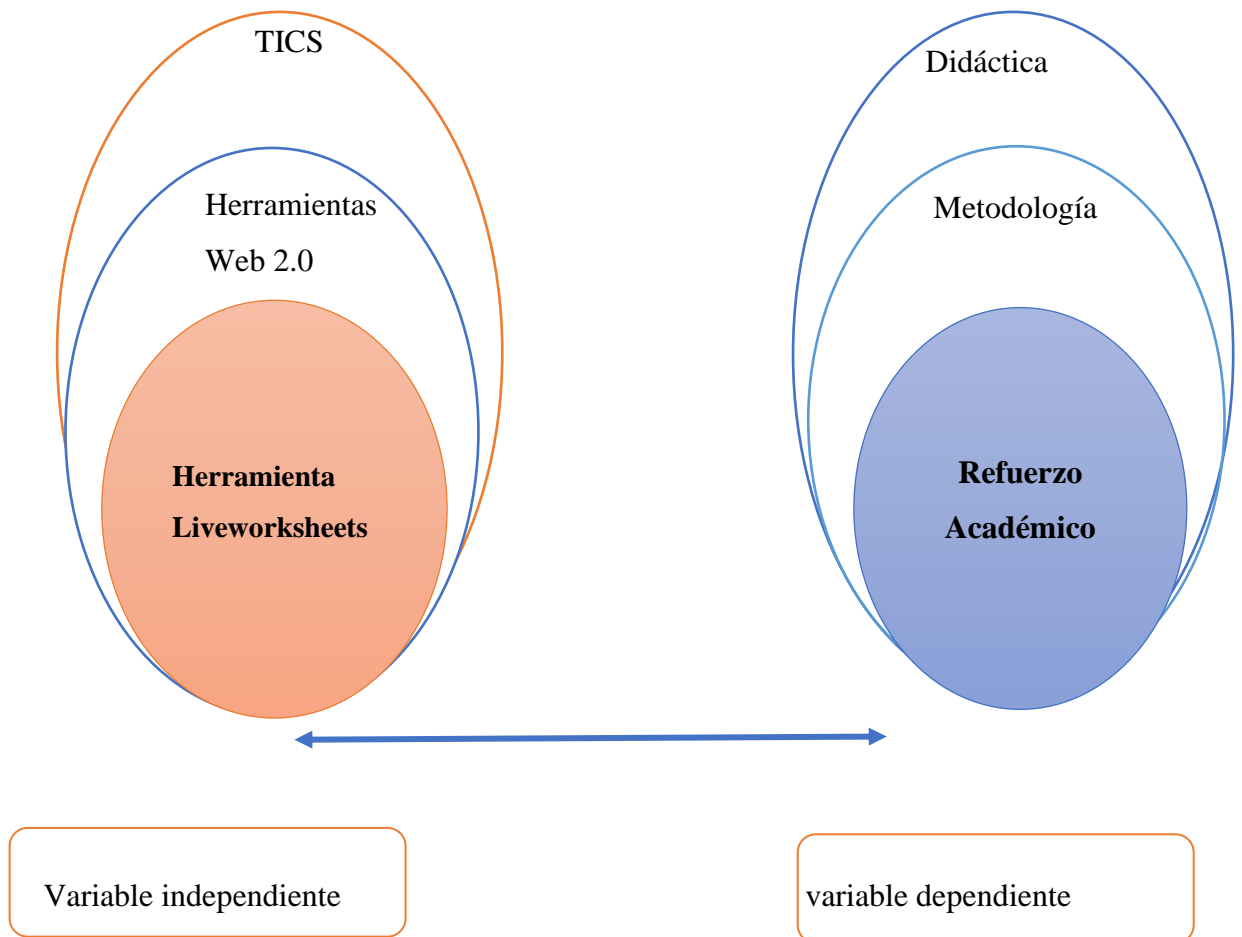 TICS
Herramientas
Web 2.0
Herramienta
Liveworksheets
Didáctica
Metodología
Refuerzo
Académico
Variable independiente
variable dependiente